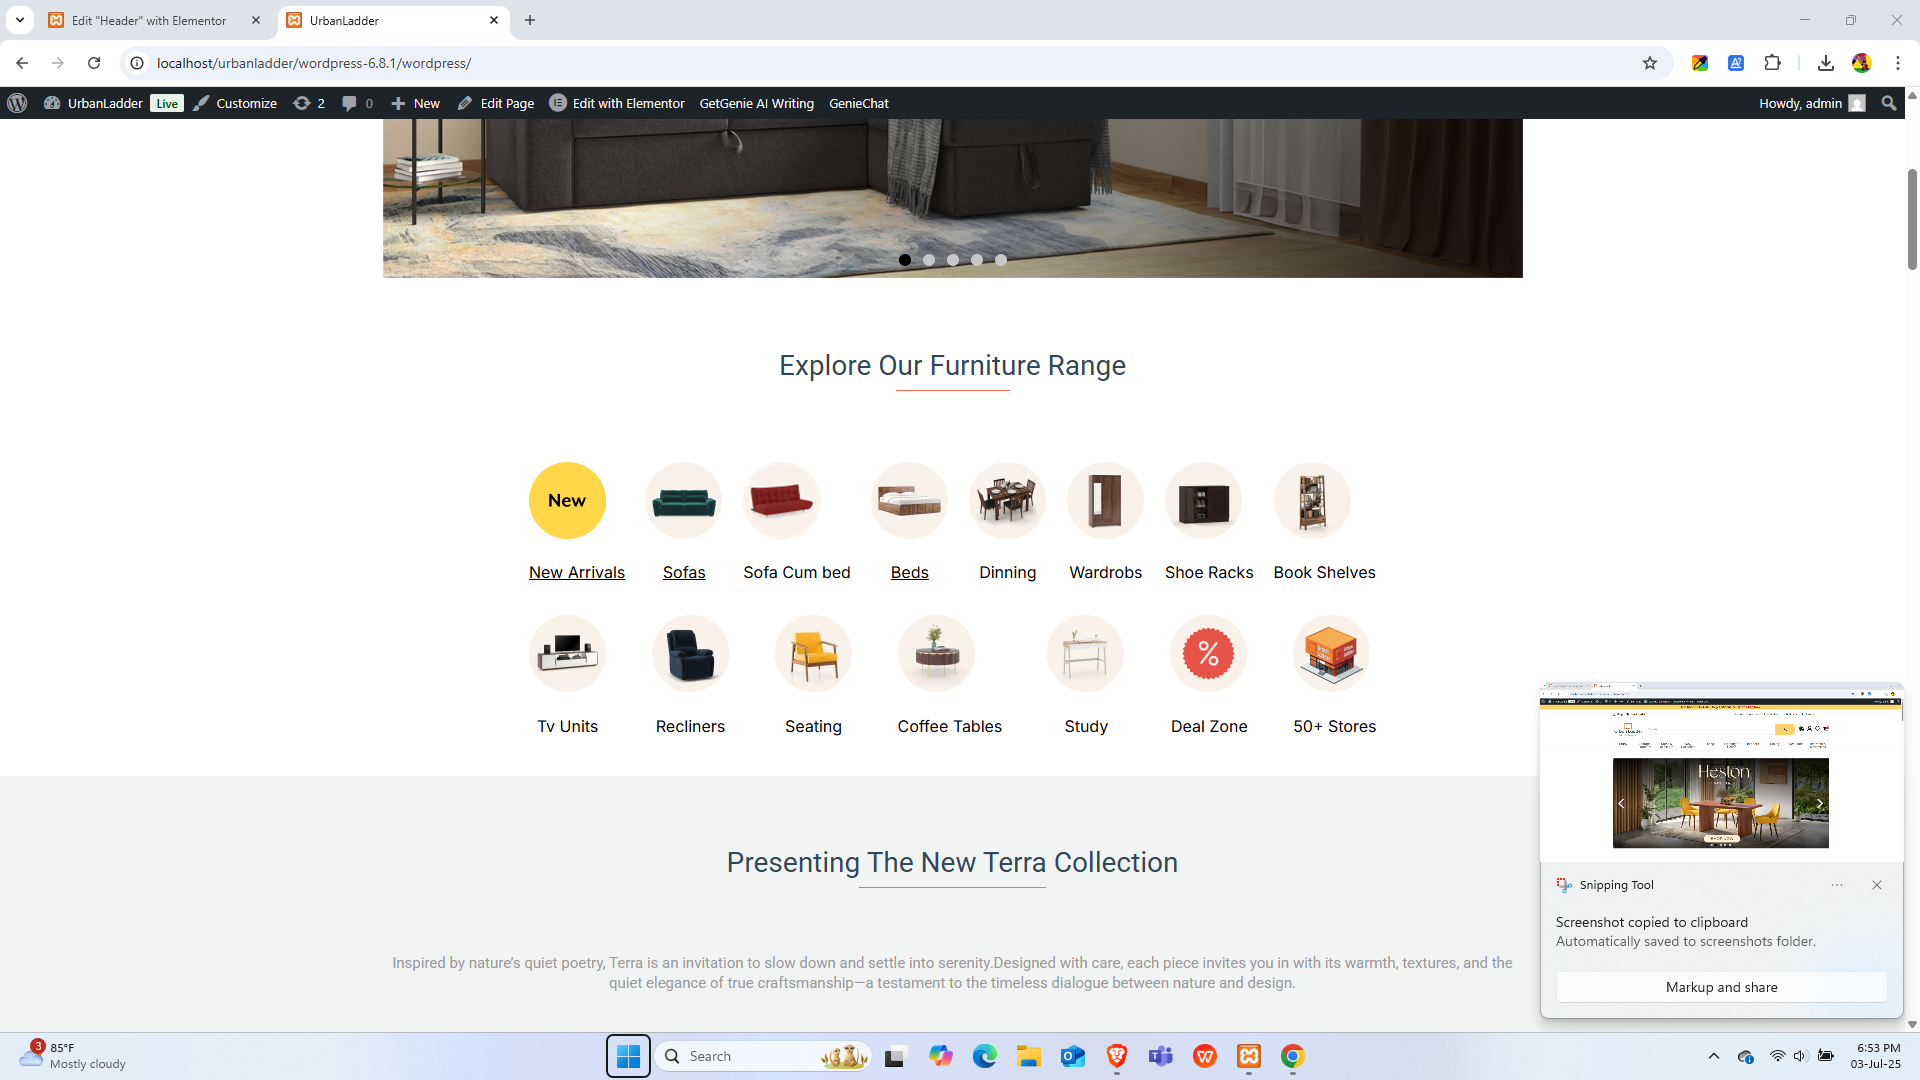 Edit "Header" with Elementor
UrbanLadder
localhost/urbanladder/wordpress-6.8.1/wordpress/
UrbanLadder Live Customize 2 0 New Edit Page Edit with Elementor GetGenie AI Writing GenieChat Howdy, admin
Explore Our Furniture Range
New
New Arrivals Sofas Sofa Cum bed Beds Dinning Wardrobs Shoe Racks Book Shelves
%
Tv Units Recliners Seating Coffee Tables Study Deal Zone 50+ Stores
Presenting The New Terra Collection
Inspired by nature’s quiet poetry, Terra is an invitation to slow down and settle into serenity.Designed with care, each piece invites you in with its warmth, textures, and the
quiet elegance of true craftsmanship—a testament to the timeless dialogue between nature and design.
Heston
SHOP NOW
Snipping Tool
Screenshot copied to clipboard
Automatically saved to screenshots folder.
Markup and share
3
85°F
Mostly cloudy
Search
6:53 PM
03-Jul-25